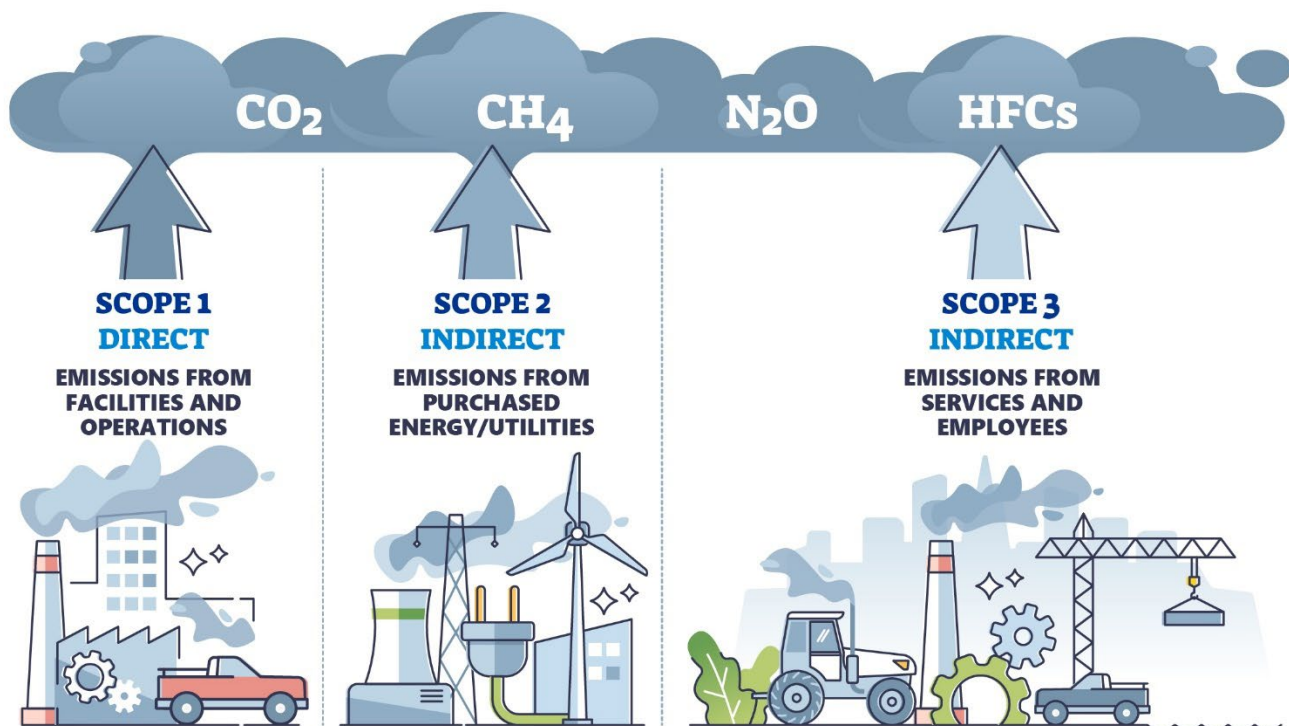 CO₂ CH₄ N₂O HFCs
SCOPE 1
DIRECT
EMISSIONS FROM
FACILITIES AND
OPERATIONS
SCOPE 2
INDIRECT
EMISSIONS FROM
PURCHASED
ENERGY/UTILITIES
SCOPE 3
INDIRECT
EMISSIONS FROM
SERVICES AND
EMPLOYEES